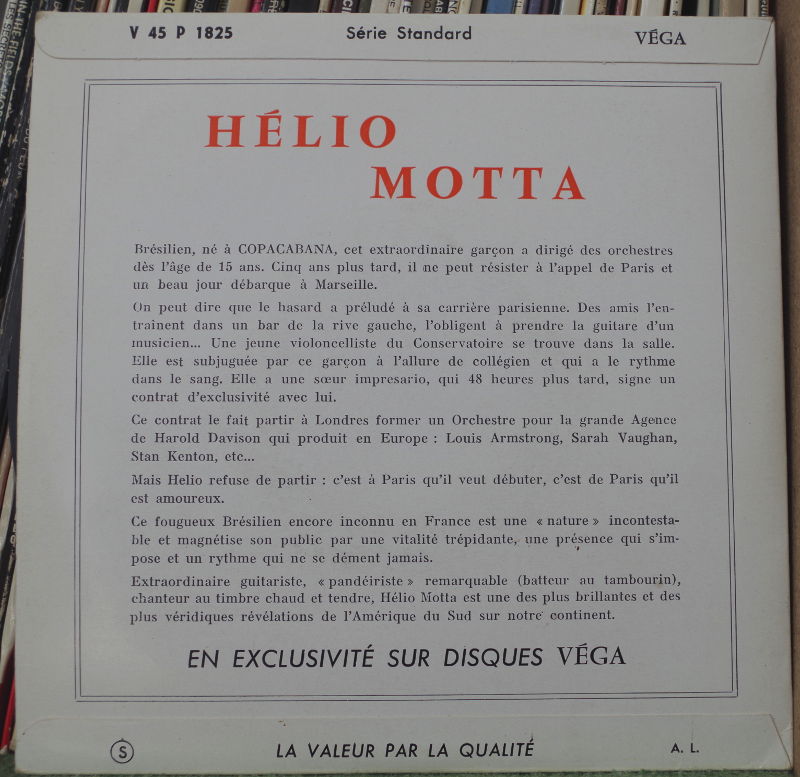 V 45 P 1825 Série Standard VÉGA
HÉLIO
MOTTA
Brésilien, né à COPACABANA, cet extraordinaire garçon a dirigé des orchestres
dès l'âge de 15 ans. Cinq ans plus tard, il ne peut résister à l'appel de Paris et
un beau jour débarque à Marseille.
On peut dire que le hasard a préludé à sa carrière parisienne. Des amis l'en-
traînent dans un bar de la rive gauche, l'obligent à prendre la guitare d'un
musicien... Une jeune violoncelliste du Conservatoire se trouve dans la salle.
Elle est subjuguée par ce garçon à l'allure de collégien et qui a le rythme
dans le sang. Elle a une sœur impresario, qui 48 heures plus tard, signe un
contrat d'exclusivité avec lui.
Ce contrat le fait partir à Londres former un Orchestre pour la grande Agence
de Harold Davison qui produit en Europe : Louis Armstrong, Sarah Vaughan,
Stan Kenton, etc...
Mais Helio refuse de partir : c'est à Paris qu'il veut débuter, c'est de Paris qu'il
est amoureux.
Ce fougueux Brésilien encore inconnu en France est une « nature » incontesta-
ble et magnétise son public par une vitalité trépidante, une présence qui s'im-
pose et un rythme qui ne se dément jamais.
Extraordinaire guitariste, « pandéiriste » remarquable (batteur au tambourin),
chanteur au timbre chaud et tendre, Hélio Motta est une des plus brillantes et des
plus véridiques révélations de l'Amérique du Sud sur notre continent.
EN EXCLUSIVITÉ SUR DISQUES VÉGA
S LA VALEUR PAR LA QUALITÉ A. L.